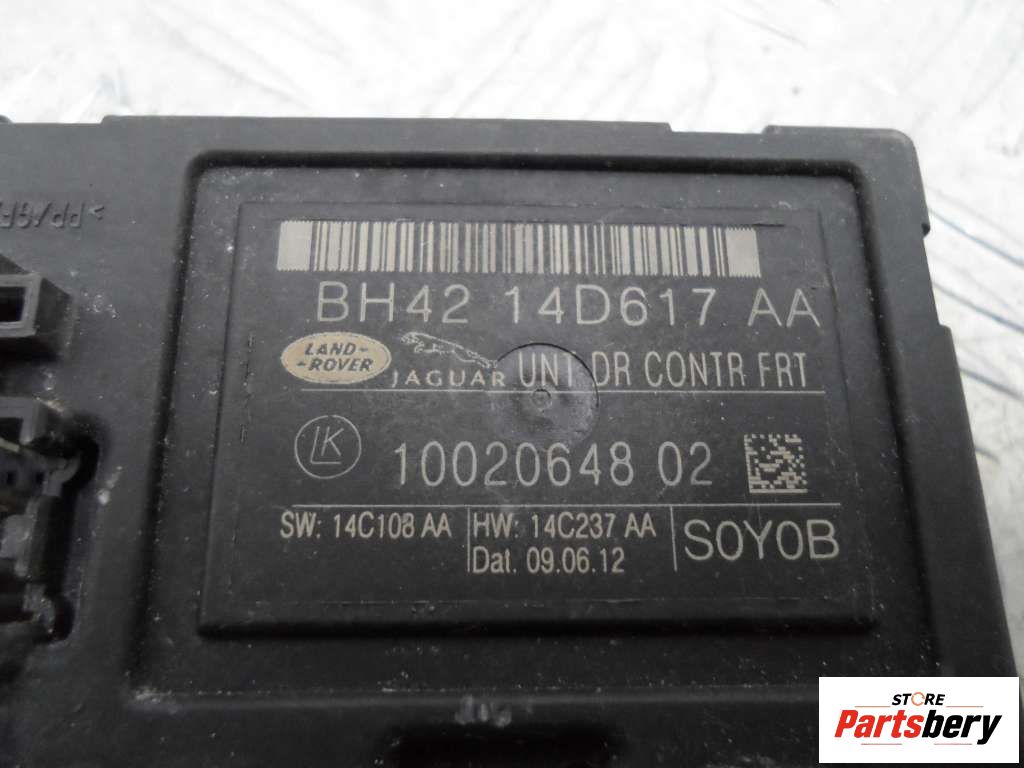 BH42 14D617 AA
LAND-
-ROVER
JAGUAR
UNI DR CONTR FRT
LK
10020648 02
SW: 14C108 AA
HW: 14C237 AA
Dat. 09.06.12
S0Y0B
STORE
Partsbery